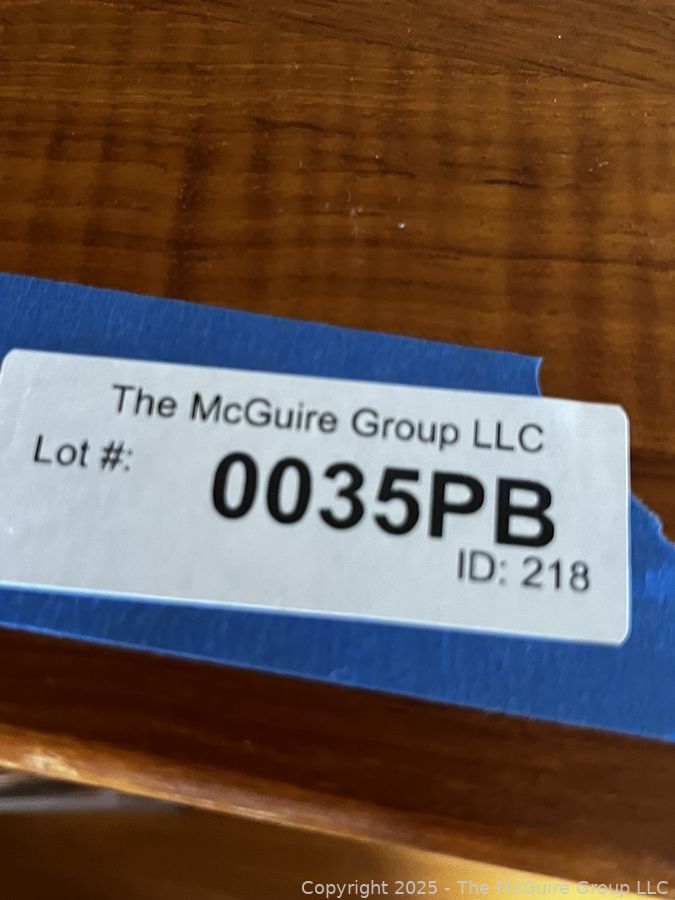 The McGuire Group LLC
Lot #:
0035PB
ID: 218
Copyright 2025 - The McGuire Group LLC